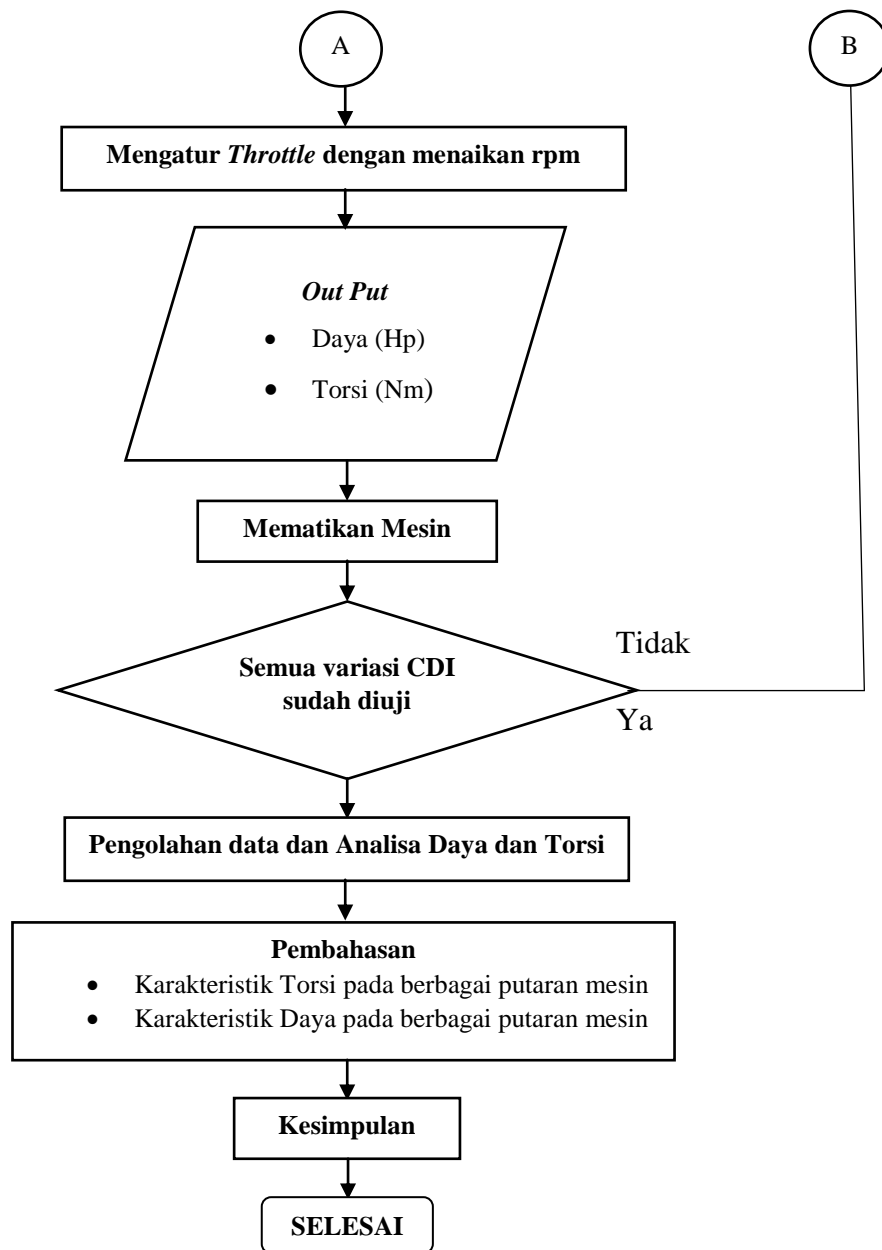 A
B
Mengatur Throttle dengan menaikan rpm
Out Put
• Daya (Hp)
• Torsi (Nm)
Mematikan Mesin
Tidak
Semua variasi CDI
sudah diuji
Ya
Pengolahan data dan Analisa Daya dan Torsi
Pembahasan
• Karakteristik Torsi pada berbagai putaran mesin
• Karakteristik Daya pada berbagai putaran mesin
Kesimpulan
SELESAI